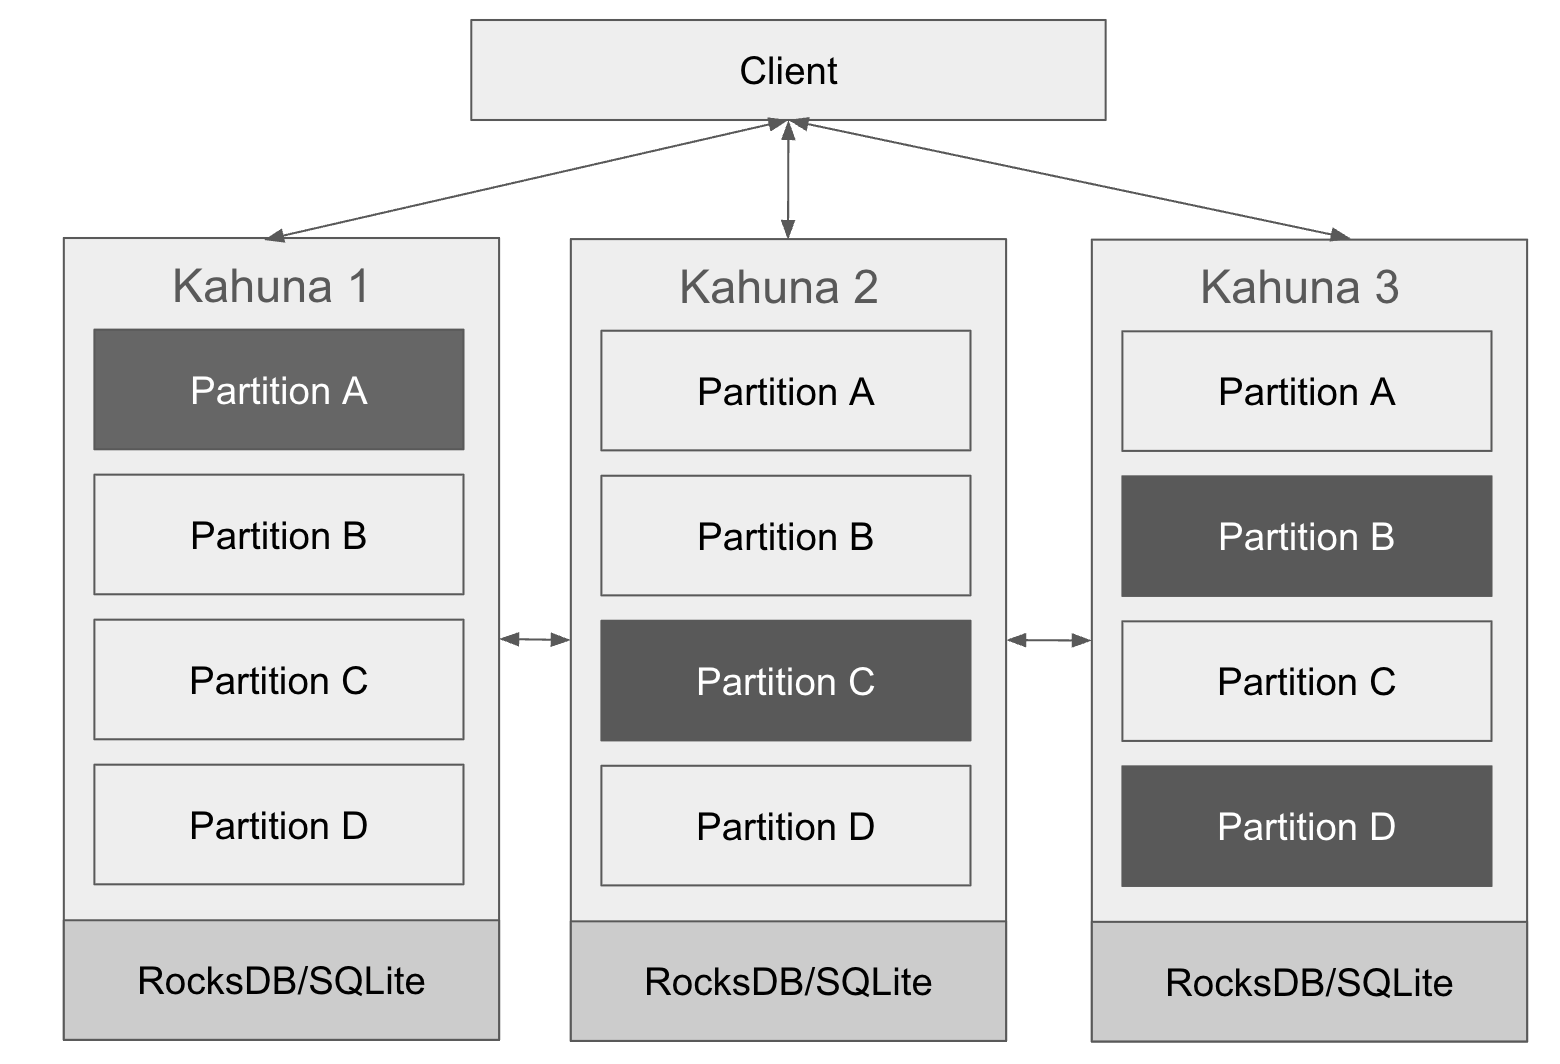 Client
Kahuna 1
Partition A
Partition B
Partition C
Partition D
RocksDB/SQLite
Kahuna 2
Partition A
Partition B
Partition C
Partition D
RocksDB/SQLite
Kahuna 3
Partition A
Partition B
Partition C
Partition D
RocksDB/SQLite